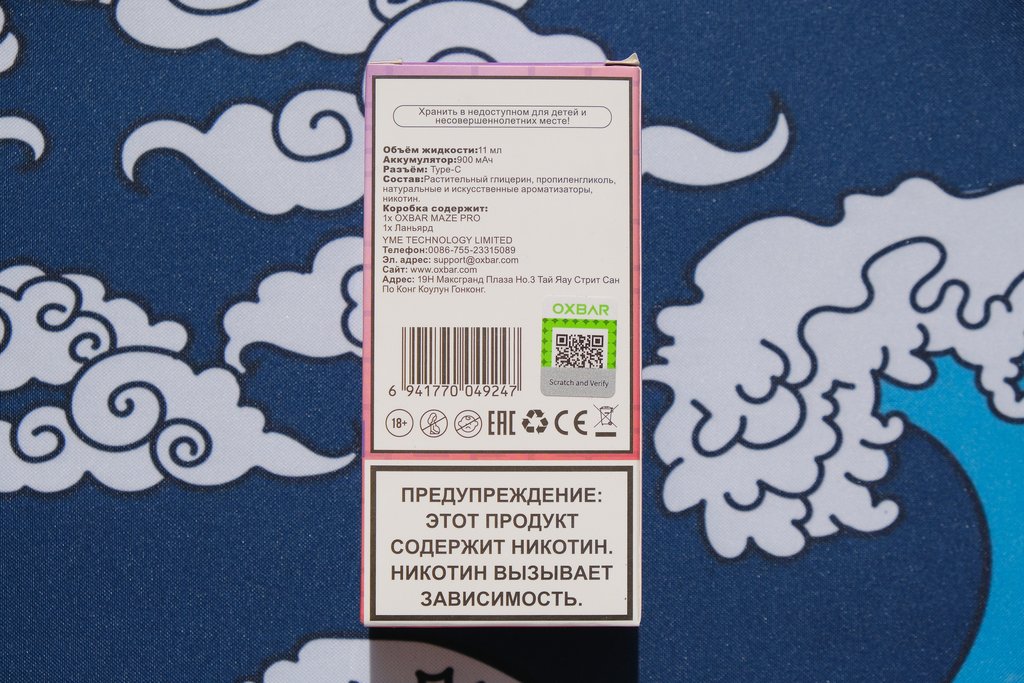 Хранить в недоступном для детей и
несовершеннолетних месте!
Объём жидкости:11 мл
Аккумулятор:900 мАч
Разъём: Type-C
Состав:Растительный глицерин, пропиленгликоль,
натуральные и искусственные ароматизаторы,
никотин.
Коробка содержит:
1x OXBAR MAZE PRO
1x Ланьярд
YME TECHNOLOGY LIMITED
Телефон:0086-755-23315089
Эл. адрес: support@oxbar.com
Сайт: www.oxbar.com
Адрес: 19H Максгранд Плаза Но.3 Тай Яау Стрит Сан
По Конг Коулун Гонконг.
OXBAR
Scratch and Verify
6 941770 049247
18+
EAC
CE
ПРЕДУПРЕЖДЕНИЕ:
ЭТОТ ПРОДУКТ
СОДЕРЖИТ НИКОТИН.
НИКОТИН ВЫЗЫВАЕТ
ЗАВИСИМОСТЬ.